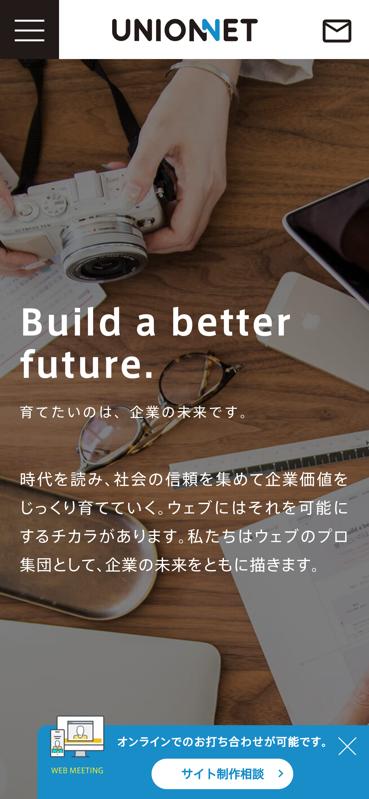 UNIONNET
Build a better
future.
育てたいのは、企業の未来です。
時代を読み、社会の信頼を集めて企業価値を
じっくり育てていく。ウェブにはそれを可能に
するチカラがあります。私たちはウェブのプロ
集団として、企業の未来をともに描きます。
オンラインでのお打ち合わせが可能です。
WEB MEETING
サイト制作相談